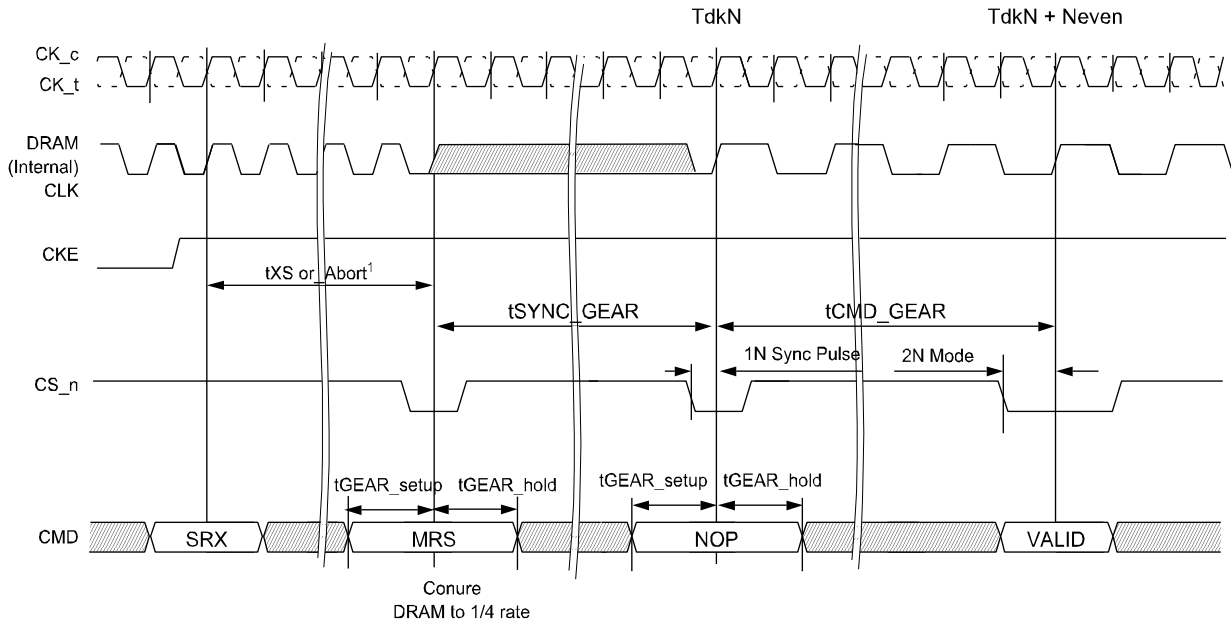 TdkN
TdkN + Neven
CK_c
CK_t
DRAM
(Internal)
CLK
CKE
tXS or_Abort1
tSYNC_GEAR
tCMD_GEAR
1N Sync Pulse
2N Mode
CS_n
tGEAR_setup
tGEAR_hold
tGEAR_setup
tGEAR_hold
CMD
SRX
MRS
NOP
VALID
Conure
DRAM to 1/4 rate